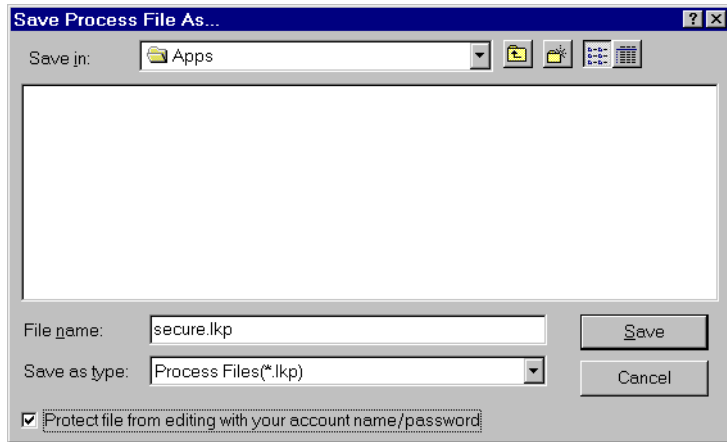 Save Process File As...
Save in: Apps
File name: secure.lkp
Save
Save as type: Process Files(*.lkp)
Cancel
Protect file from editing with your account name/password